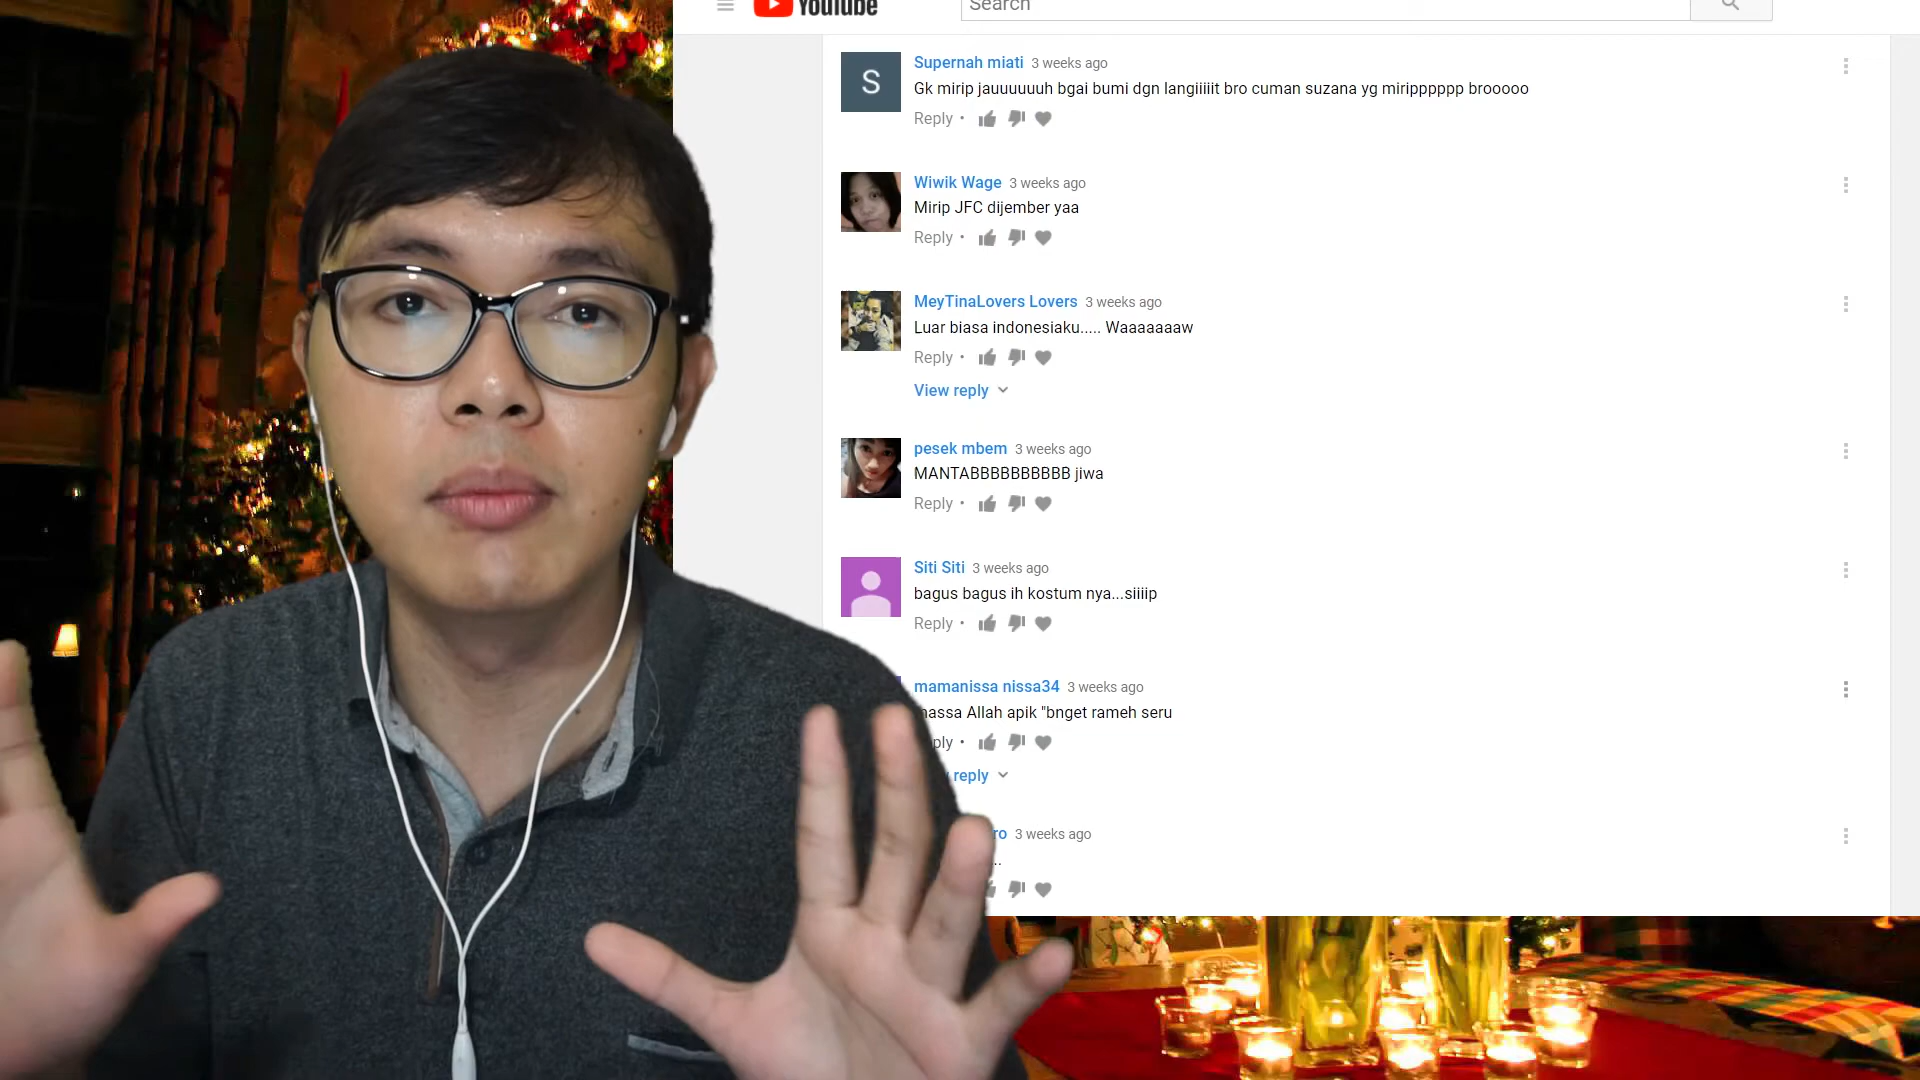 YouTube
Search
S
Supernah miati 3 weeks ago
Gk mirip jauuuuuuh bgai bumi dgn langiiiiit bro cuman suzana yg miripppppp brooooo
Reply •
Wiwik Wage 3 weeks ago
Mirip JFC dijember yaa
Reply •
MeyTinaLovers Lovers 3 weeks ago
Luar biasa indonesiaku..... Waaaaaaaw
Reply •
View reply
pesek mbem 3 weeks ago
MANTABBBBBBBBBB jiwa
Reply •
Siti Siti 3 weeks ago
bagus bagus ih kostum nya...siiiip
Reply •
mamanissa nissa34 3 weeks ago
Allah apik "bnget rameh seru
reply
3 weeks ago